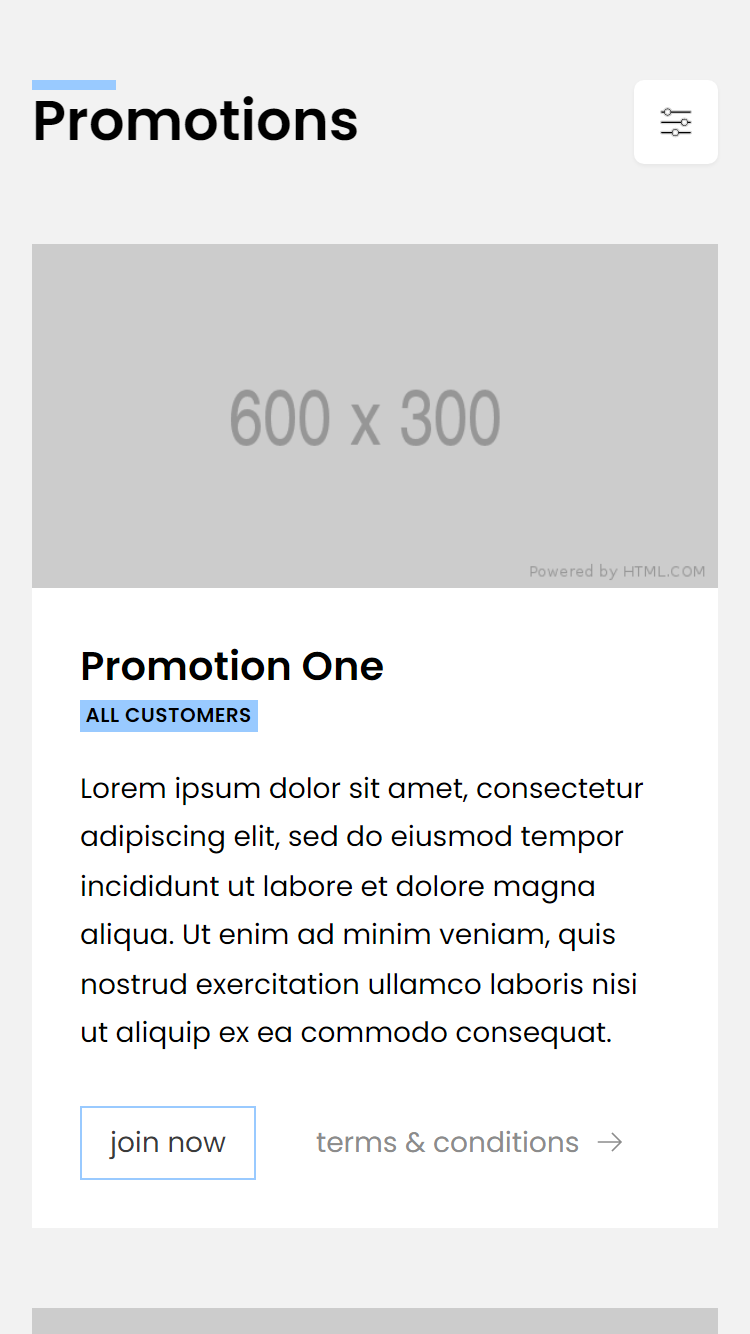 Promotions
600 x 300
Powered by HTML.COM
Promotion One
ALL CUSTOMERS
Lorem ipsum dolor sit amet, consectetur
adipiscing elit, sed do eiusmod tempor
incididunt ut labore et dolore magna
aliqua. Ut enim ad minim veniam, quis
nostrud exercitation ullamco laboris nisi
ut aliquip ex ea commodo consequat.
join now
terms & conditions →